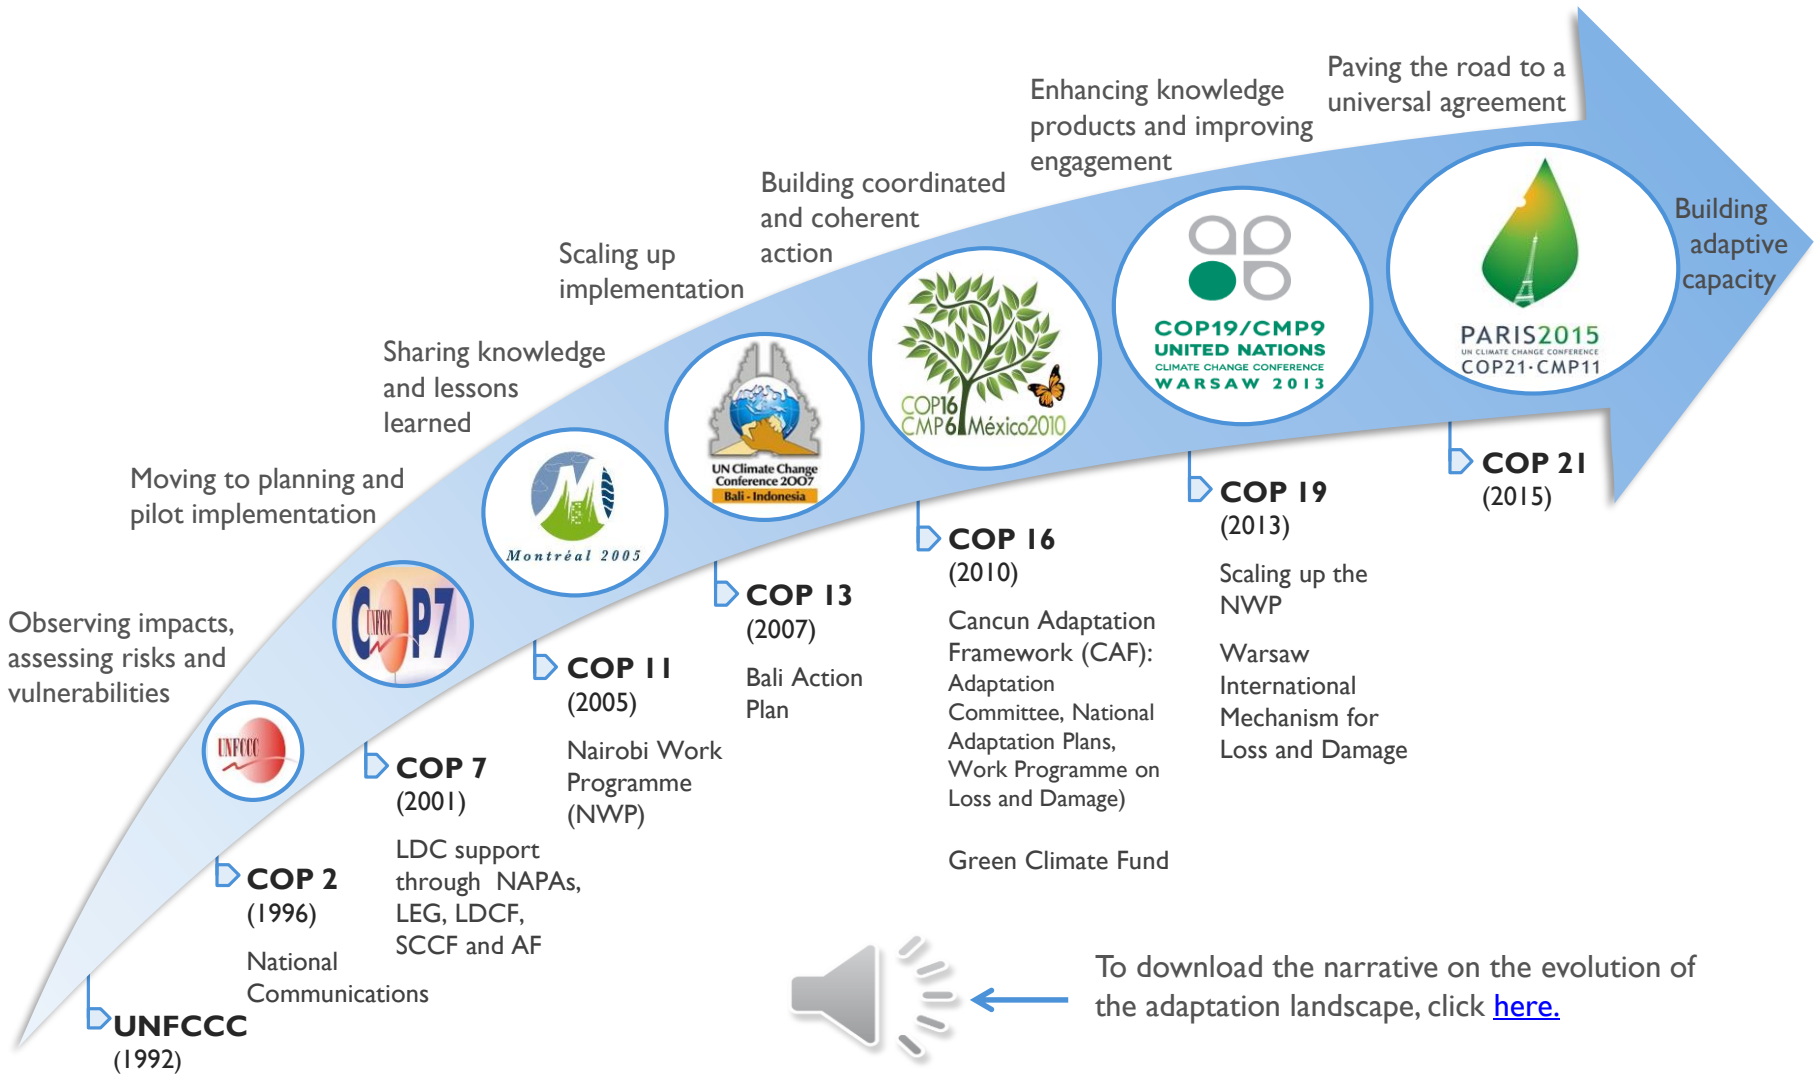 Paving the road to a
universal agreement
Enhancing knowledge
products and improving
engagement
Building coordinated
and coherent
action
Scaling up
implementation
Sharing knowledge
and lessons
learned
Moving to planning and
pilot implementation
Observing impacts,
assessing risks and
vulnerabilities
Building
adaptive
capacity
UNFCCC
COP7
UNFCCC
Montréal 2005
UN Climate Change
Conference 2007
Bali - Indonesia
COP16
CMP6 México2010
COP19/CMP9
UNITED NATIONS
CLIMATE CHANGE CONFERENCE
WARSAW 2013
PARIS2015
UN CLIMATE CHANGE CONFERENCE
COP21·CMP11
UNFCCC
(1992)
COP 2
(1996)
National
Communications
COP 7
(2001)
LDC support
through NAPAs,
LEG, LDCF,
SCCF and AF
COP 11
(2005)
Nairobi Work
Programme
(NWP)
COP 13
(2007)
Bali Action
Plan
COP 16
(2010)
Cancun Adaptation
Framework (CAF):
Adaptation
Committee, National
Adaptation Plans,
Work Programme on
Loss and Damage)
Green Climate Fund
COP 19
(2013)
Scaling up the
NWP
Warsaw
International
Mechanism for
Loss and Damage
COP 21
(2015)
To download the narrative on the evolution of
the adaptation landscape, click here.